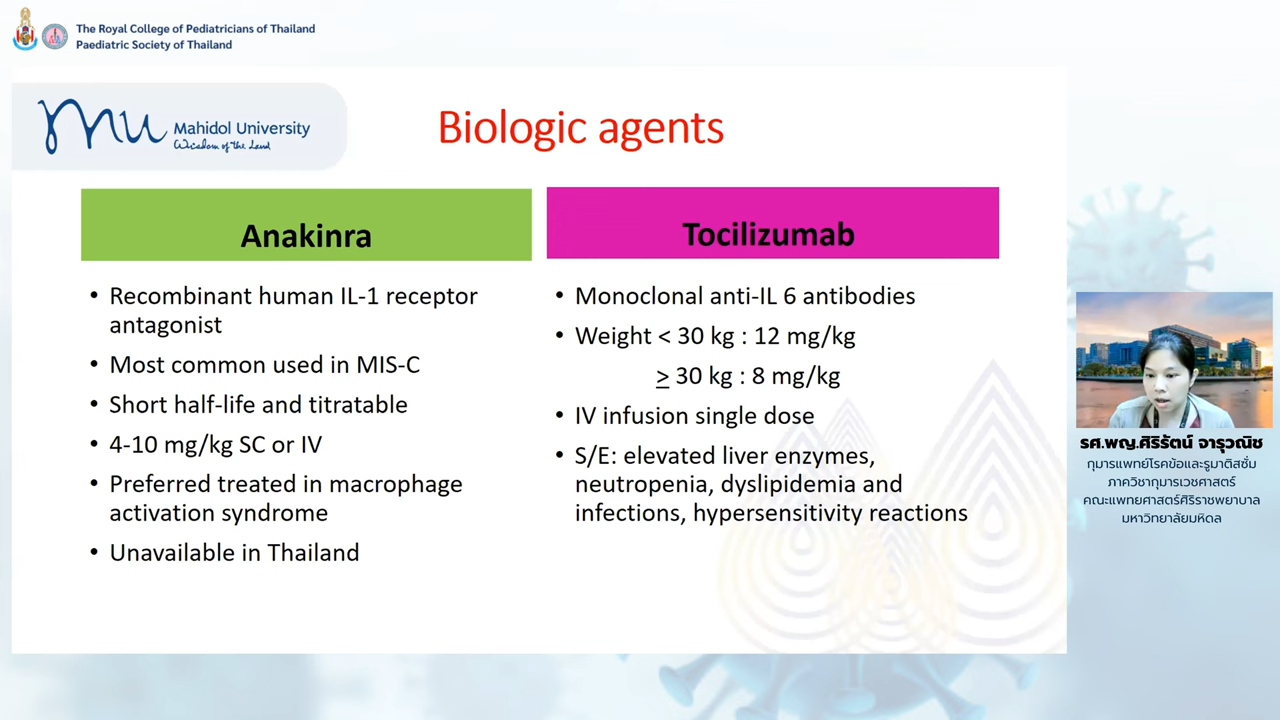 The Royal College of Pediatricians of Thailand
Paediatric Society of Thailand
Mahidol University
Wisdom of the Land
Biologic agents
Anakinra
• Recombinant human IL-1 receptor
antagonist
• Most common used in MIS-C
• Short half-life and titratable
• 4-10 mg/kg SC or IV
• Preferred treated in macrophage
activation syndrome
• Unavailable in Thailand
Tocilizumab
• Monoclonal anti-IL 6 antibodies
• Weight < 30 kg : 12 mg/kg
≥ 30 kg : 8 mg/kg
• IV infusion single dose
• S/E: elevated liver enzymes,
neutropenia, dyslipidemia and
infections, hypersensitivity reactions
รศ.พญ.ศิริรัตน์ จารุวณิช
กุมารแพทย์โรคข้อและรูมาติสซั่ม
ภาควิชากุมารเวชศาสตร์
คณะแพทยศาสตร์ศิริราชพยาบาล
มหาวิทยาลัยมหิดล